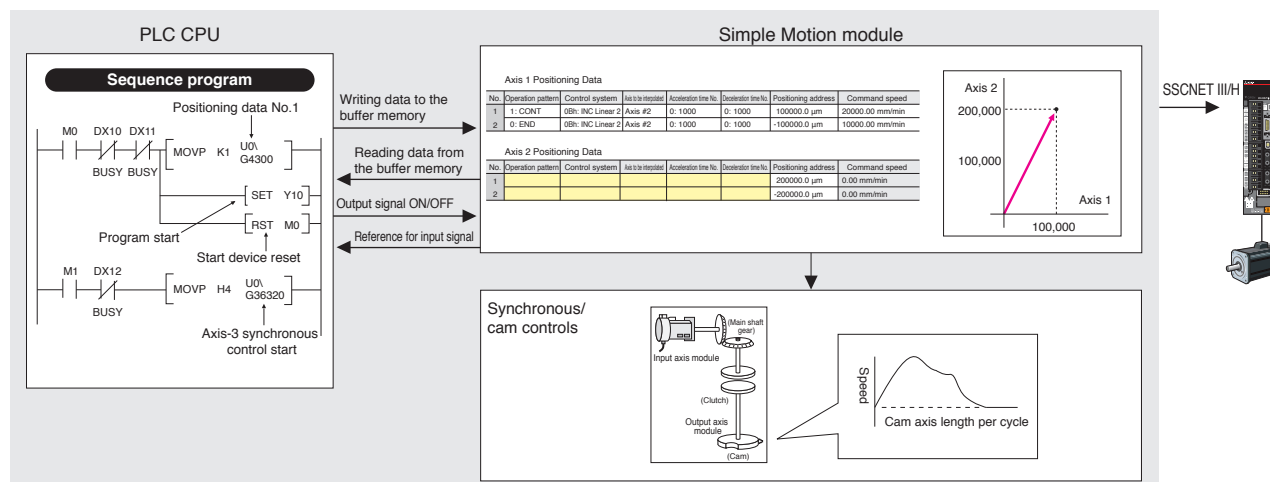 PLC CPU
Sequence program
Positioning data No.1
M0 DX10 DX11
MOVP K1 U0\
G4300
BUSY BUSY
SET Y10
RST M0
Program start
Start device reset
M1 DX12
MOVP H4 U0\
G36320
BUSY
Axis-3 synchronous
control start
Writing data to the
buffer memory
Reading data from
the buffer memory
Output signal ON/OFF
Reference for input signal
Simple Motion module
Axis 1 Positioning Data
No. Operation pattern Control system Axis to be interpolated Acceleration time No. Deceleration time No. Positioning address Command speed
1 1: CONT 0Bh: INC Linear 2 Axis #2 0: 1000 0: 1000 100000.0 µm 20000.00 mm/min
2 0: END 0Bh: INC Linear 2 Axis #2 0: 1000 0: 1000 -100000.0 µm 10000.00 mm/min
Axis 2 Positioning Data
No. Operation pattern Control system Axis to be interpolated Acceleration time No. Deceleration time No. Positioning address Command speed
1 200000.0 µm 0.00 mm/min
2 -200000.0 µm 0.00 mm/min
Axis 2
200,000
100,000
Axis 1
100,000
SSCNET III/H
Synchronous/
cam controls
(Main shaft
gear)
Input axis module
(Clutch)
Output axis
module
(Cam)
Speed
Cam axis length per cycle